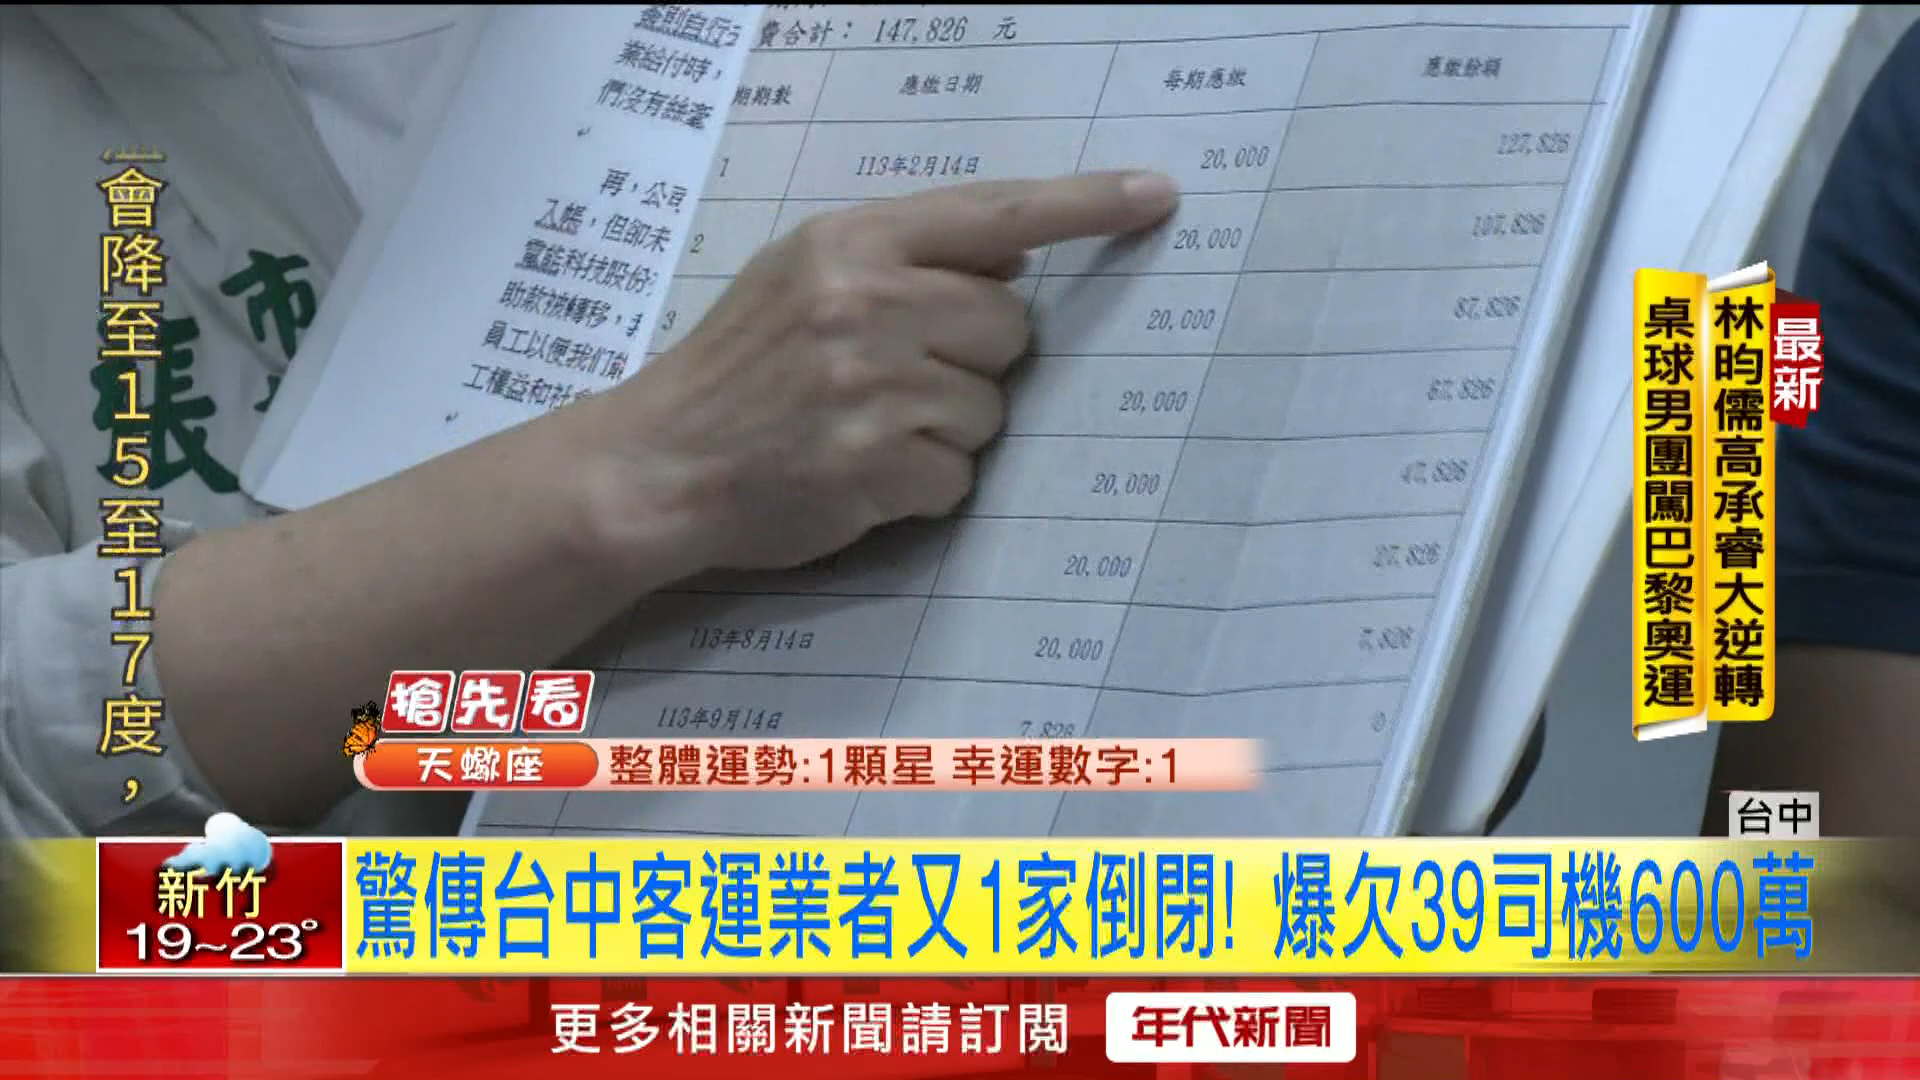 費合計： 147,826 元
期期數 應繳日期 每期應繳 應繳餘額
1 113年2月14日 20,000 127,826
2 20,000 107,826
3 20,000 87,826
20,000 87,826
20,000 47,826
20,000 27,826
113年8月14日 20,000 7,826
113年9月14日 7,826 0
業給付時，
們沒有絲毫
再，公司
入帳，但卻未
黨能科技股份
助款被轉移，
員工以便我们
工權益和社
市
張
會降至15至17度，
最新
林昀儒高承睿大逆轉
桌球男團闖巴黎奧運
搶先看
天蠍座 整體運勢:1顆星 幸運數字:1
台中
新竹
19~23°
驚傳台中客運業者又1家倒閉! 爆欠39司機600萬
更多相關新聞請訂閱 年代新聞